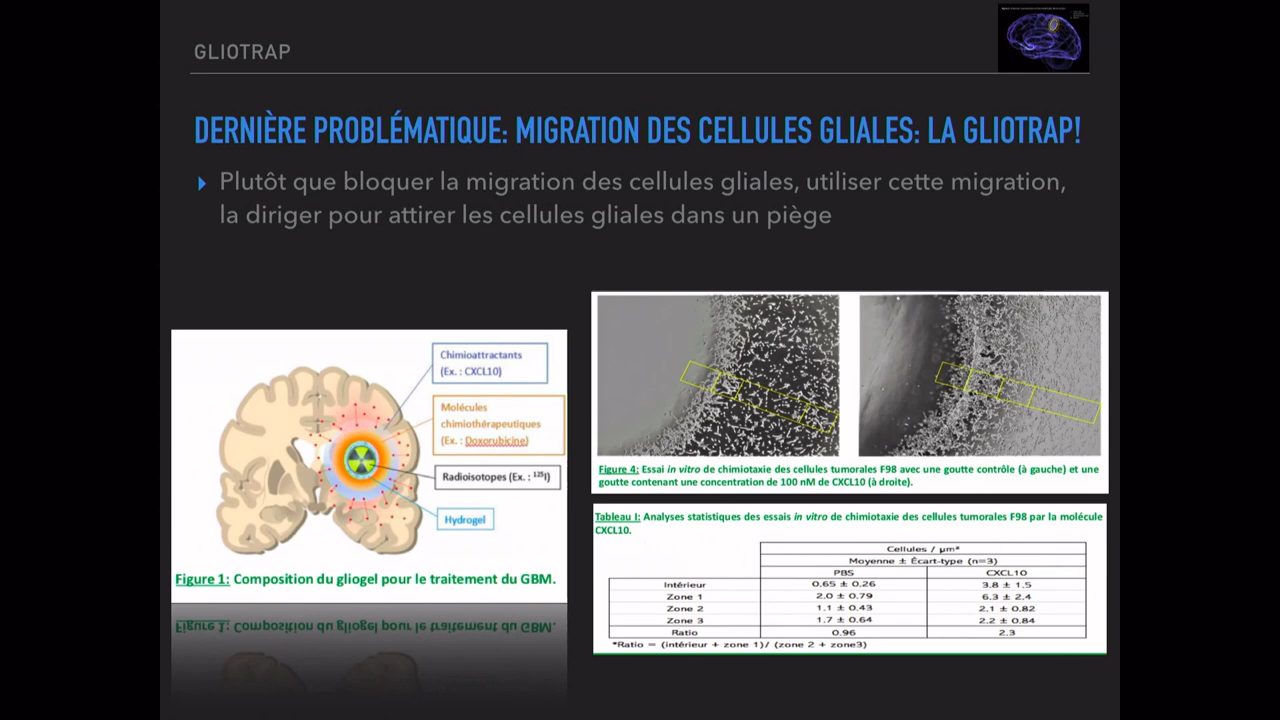 GLIOTRAP
DERNIÈRE PROBLÉMATIQUE: MIGRATION DES CELLULES GLIALES: LA GLIOTRAP!
Plutôt que bloquer la migration des cellules gliales, utiliser cette migration,
la diriger pour attirer les cellules gliales dans un piège
Chimioattractants
(Ex. : CXCL10)
Molécules
chimiothérapeutiques
(Ex. : Doxorubicine)
Radioisotopes (Ex. : ¹²⁵I)
Hydrogel
Figure 1: Composition du gliogel pour le traitement du GBM.
Figure 4: Essai in vitro de chimiotaxie des cellules tumorales F98 avec une goutte contrôle (à gauche) et une
goutte contenant une concentration de 100 nM de CXCL10 (à droite).
Tableau I: Analyses statistiques des essais in vitro de chimiotaxie des cellules tumorales F98 par la molécule
CXCL10.
Cellules / µm²
Moyenne ± Écart-type (n=3)
PBS CXCL10
Intérieur 0,65 ± 0,26 3.8 ± 1.5
Zone 1 2.0 ± 0.79 6.3 ± 2.4
Zone 2 1.1 ± 0.43 2.1 ± 0.82
Zone 3 1.7 ± 0.64 2.2 ± 0.84
Ratio 0.96 2.3
*Ratio = (intérieur + zone 1)/ (zone 2 + zone3)